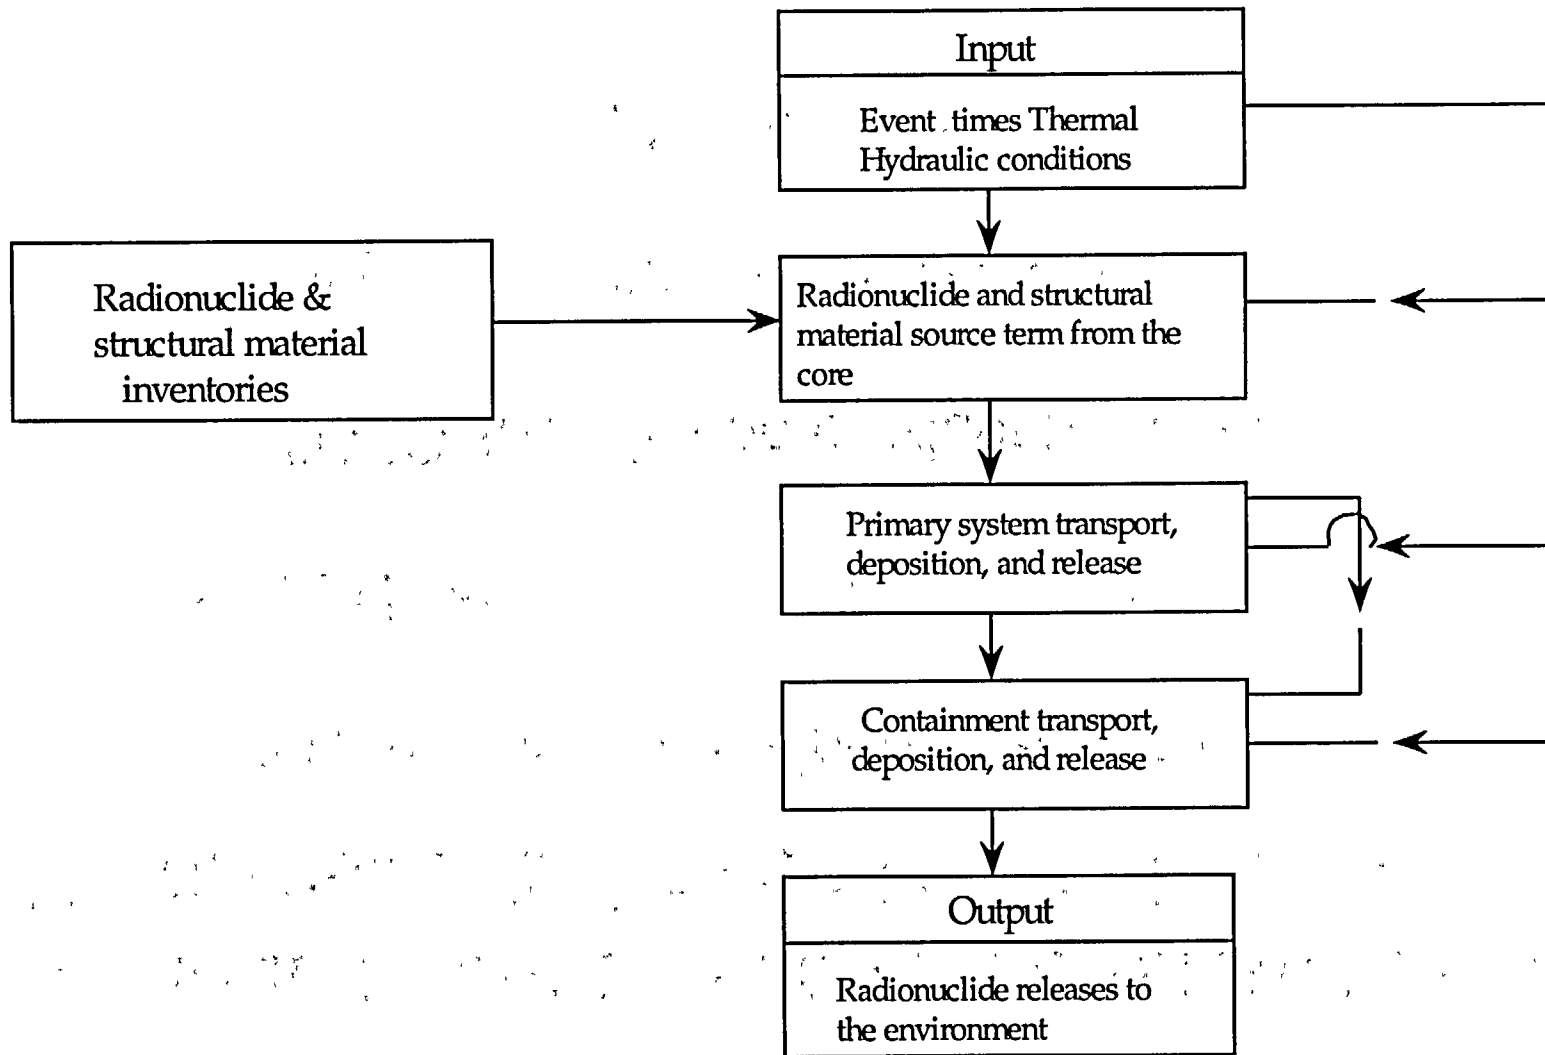 Input
Event times Thermal
Hydraulic conditions
Radionuclide &
structural material
inventories
Radionuclide and structural
material source term from the
core
Primary system transport,
deposition, and release
Containment transport,
deposition, and release
Output
Radionuclide releases to
the environment